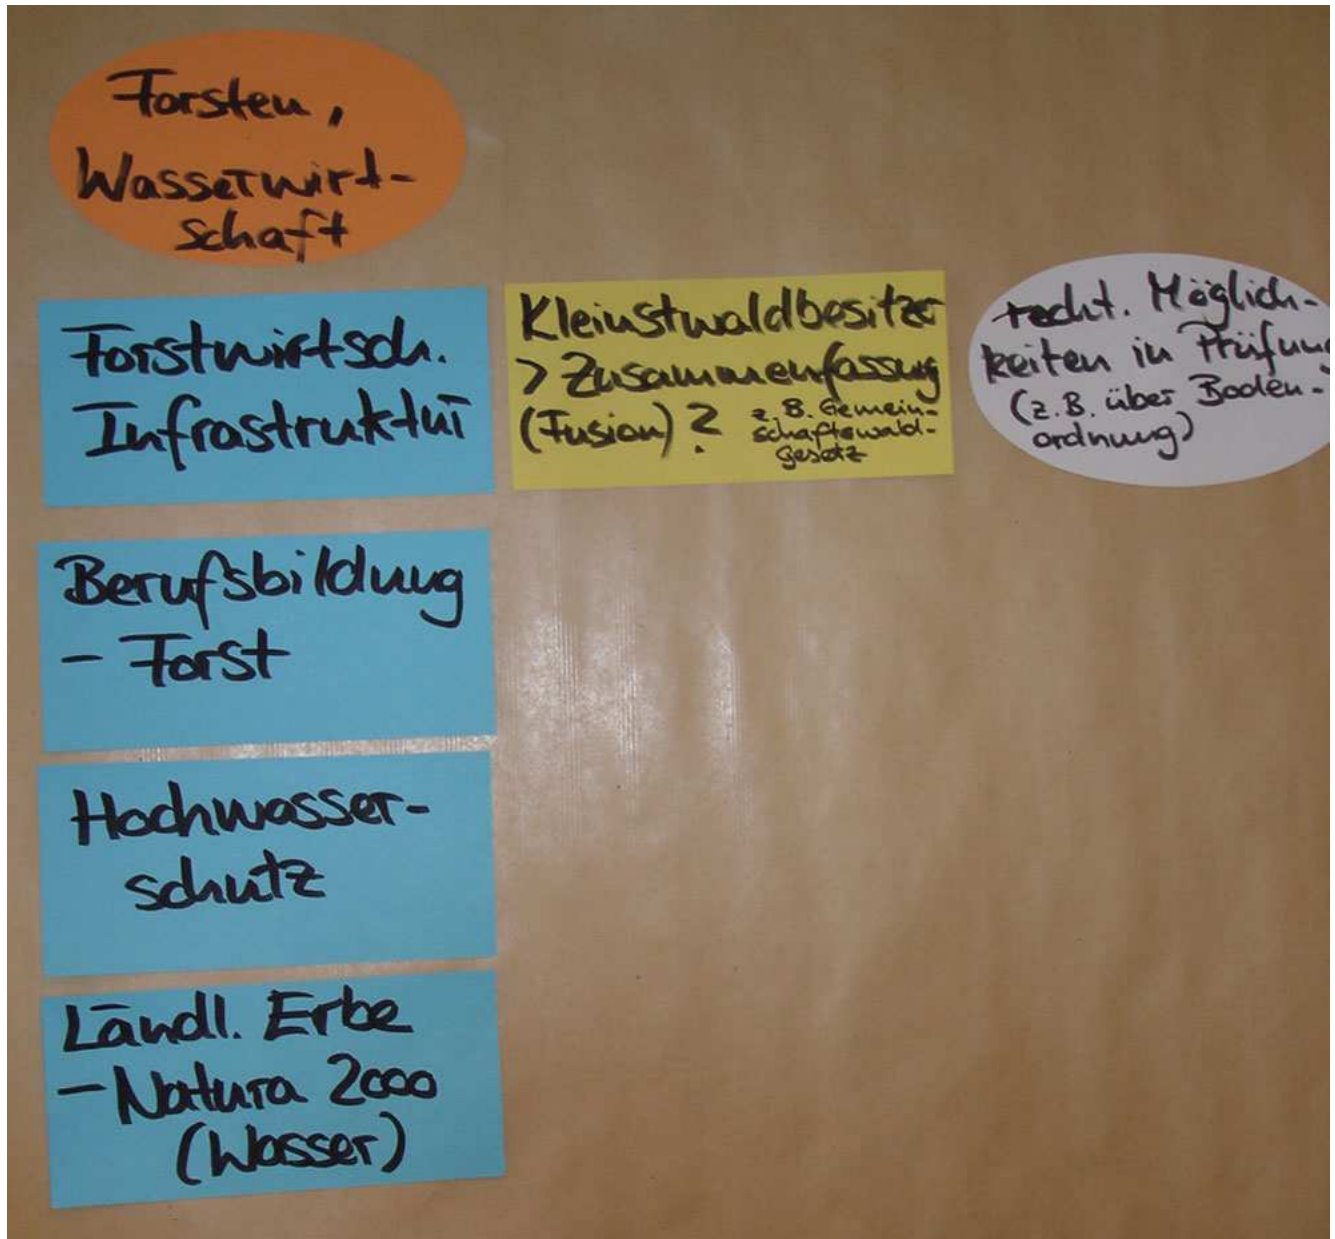 Forsten,
Wasserwirt-
schaft
Forstwirtsch.
Infrastruktur
Kleinstwaldbesitzer
> Zusammenfassung
(Fusion) ? z. B. Gemein-
schaftswald-
gesetz
recht. Möglich-
keiten in Prüfung
(z.B. über Boden-
ordnung)
Berufsbildung
- Forst
Hochwasser-
schutz
Ländl. Erbe
- Natura 2000
(Wasser)